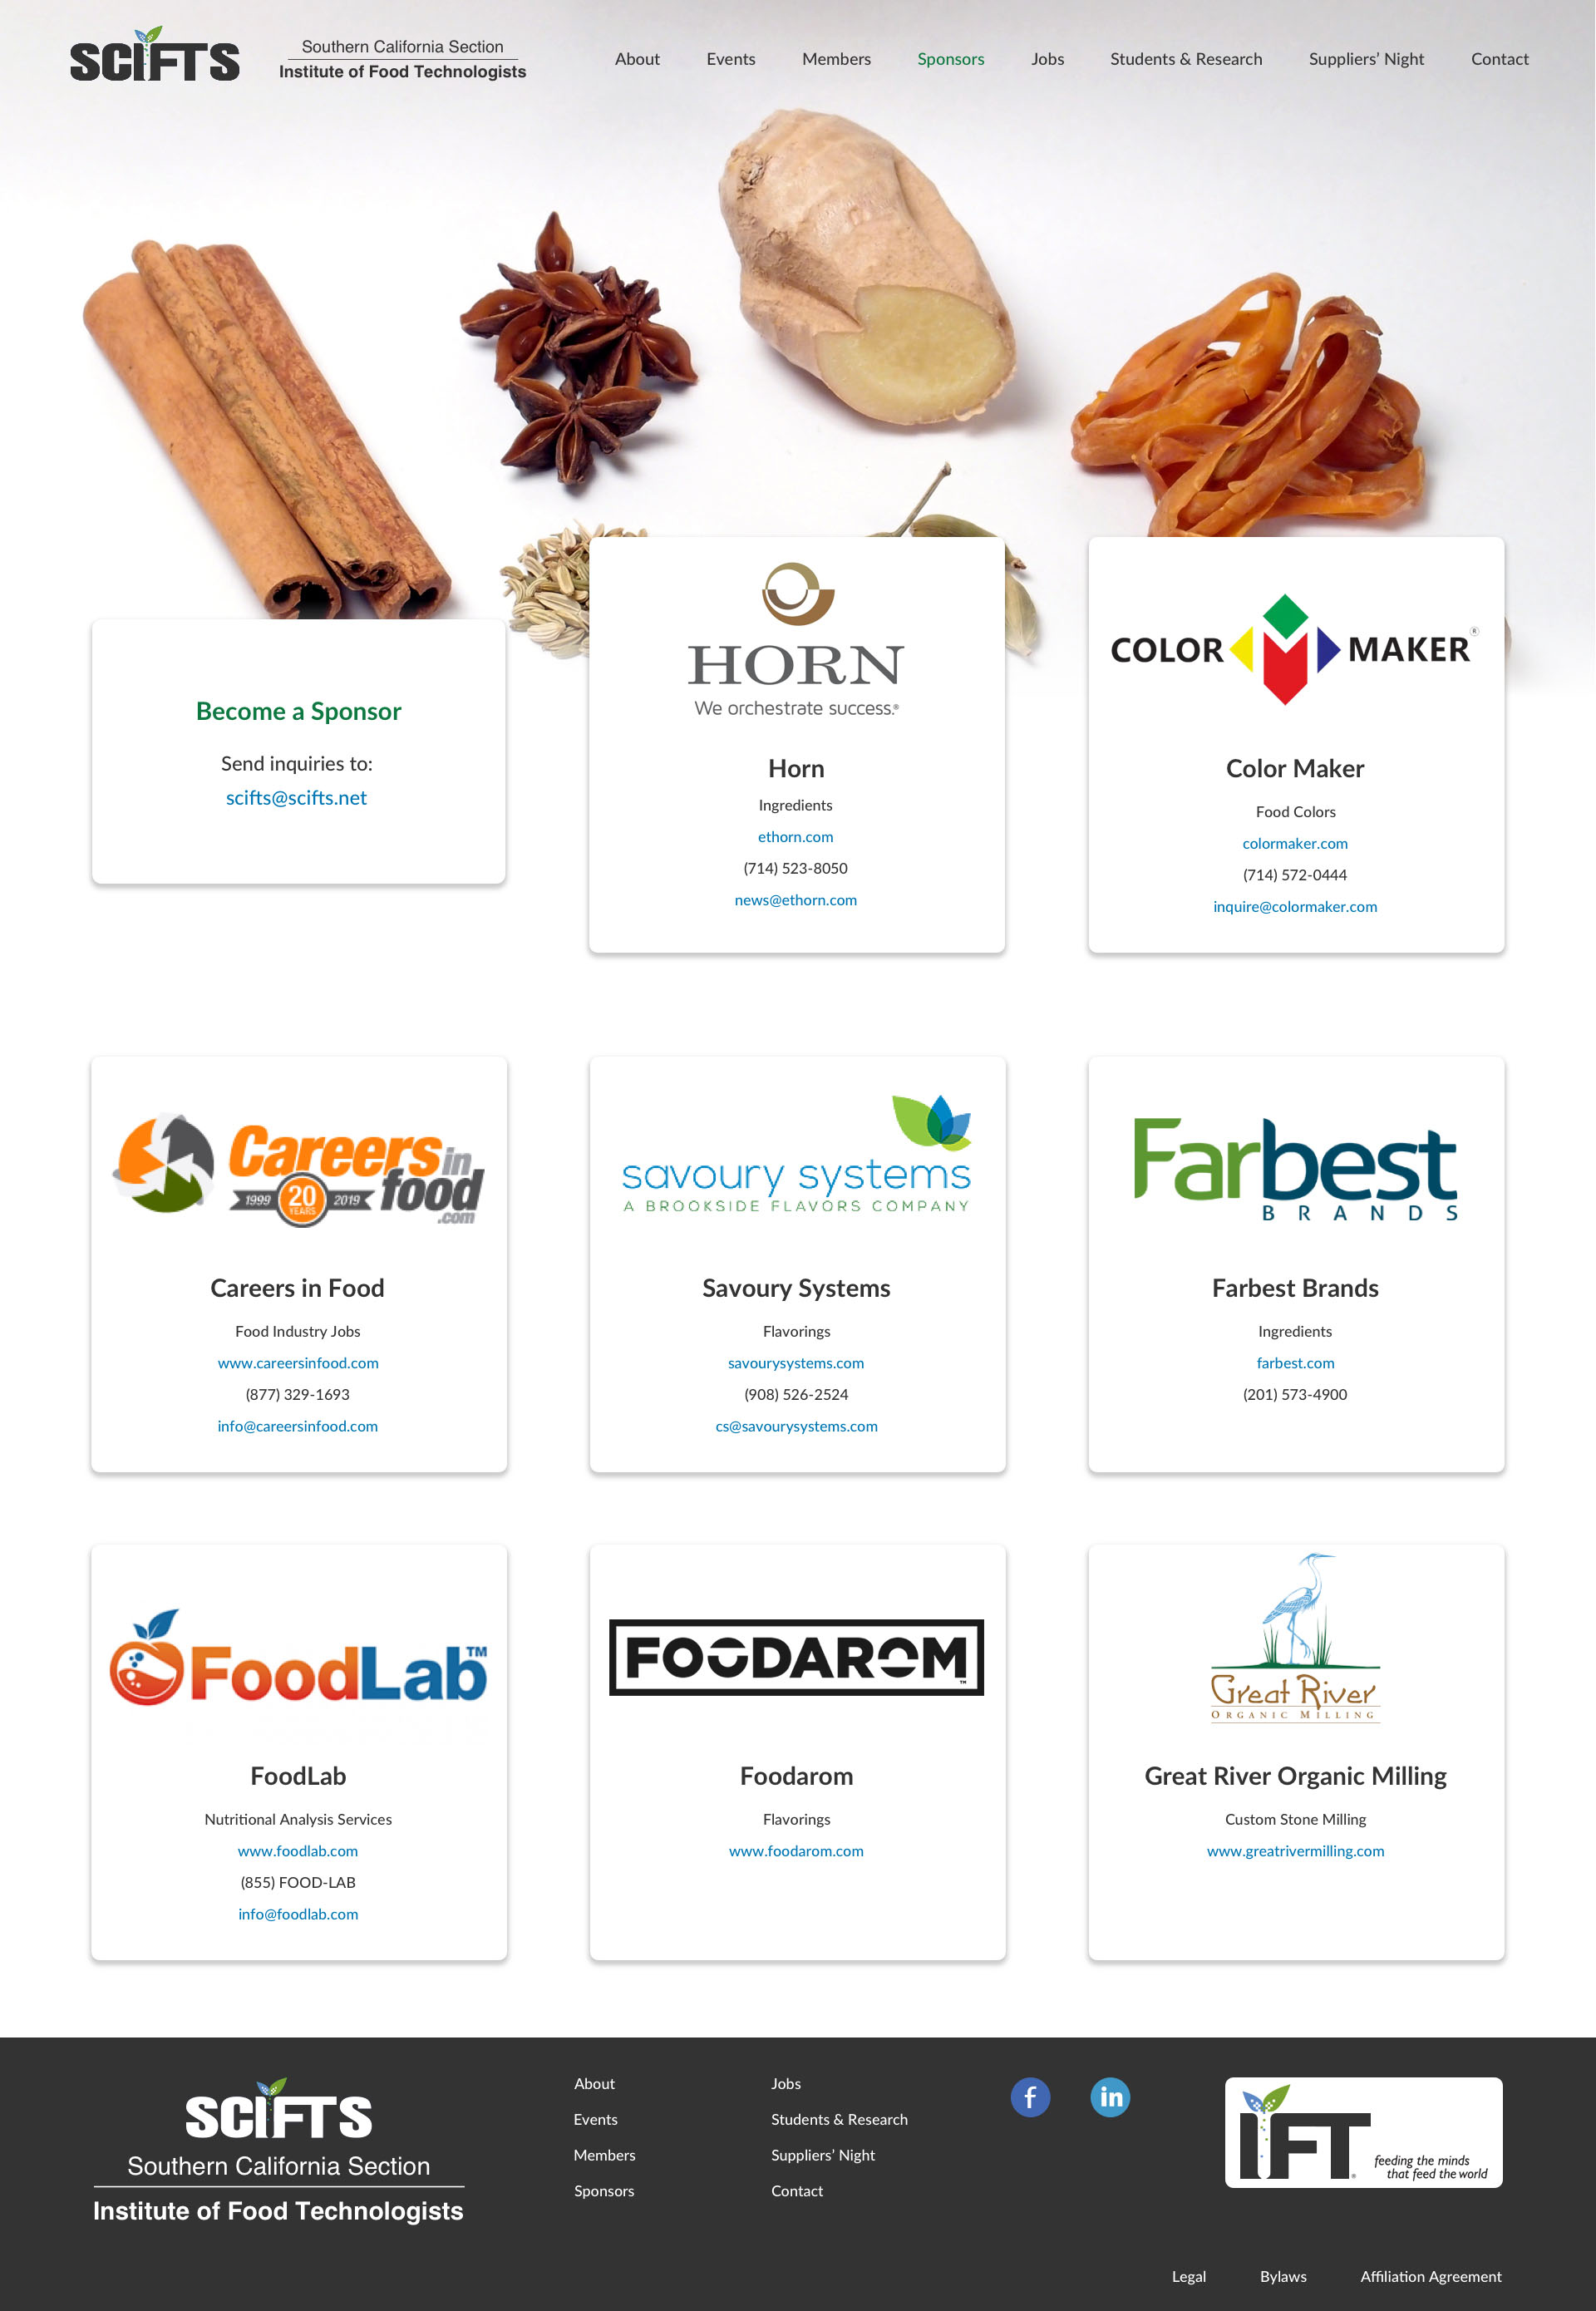 SCIFTS
Southern California Section
Institute of Food Technologists
About
Events
Members
Sponsors
Jobs
Students & Research
Suppliers’ Night
Contact
Become a Sponsor
Send inquiries to:
scifts@scifts.net
HORN
We orchestrate success.®
Horn
Ingredients
ethorn.com
(714) 523-8050
news@ethorn.com
COLOR MAKER®
Color Maker
Food Colors
colormaker.com
(714) 572-0444
inquire@colormaker.com
Careers in
food
.com
1999 20 YEARS 2019
Careers in Food
Food Industry Jobs
www.careersinfood.com
(877) 329-1693
info@careersinfood.com
savoury systems
A BROOKSIDE FLAVORS COMPANY
Savoury Systems
Flavorings
savourysystems.com
(908) 526-2524
cs@savourysystems.com
Farbest
BRANDS
Farbest Brands
Ingredients
farbest.com
(201) 573-4900
FoodLab™
FoodLab
Nutritional Analysis Services
www.foodlab.com
(855) FOOD-LAB
info@foodlab.com
FOODAROM™
Foodarom
Flavorings
www.foodarom.com
Great River
ORGANIC MILLING
Great River Organic Milling
Custom Stone Milling
www.greatrivermilling.com
SCIFTS
Southern California Section
Institute of Food Technologists
About
Events
Members
Sponsors
Jobs
Students & Research
Suppliers’ Night
Contact
f
in
IFT®
feeding the minds
that feed the world
Legal
Bylaws
Affiliation Agreement